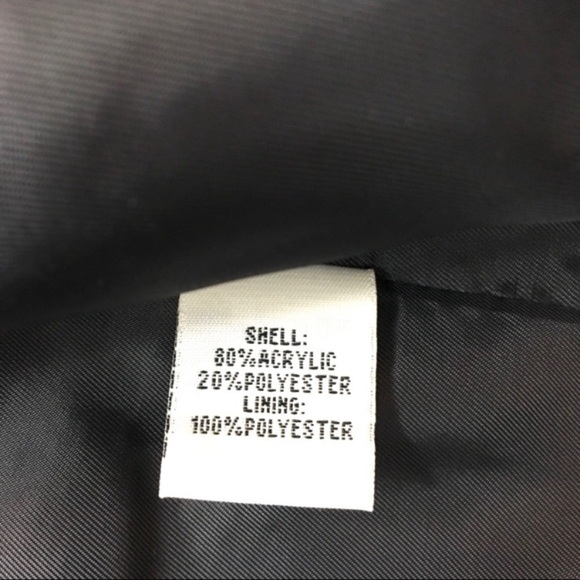 SHELL:
80%ACRYLIC
20%POLYESTER
LINING:
100%POLYESTER